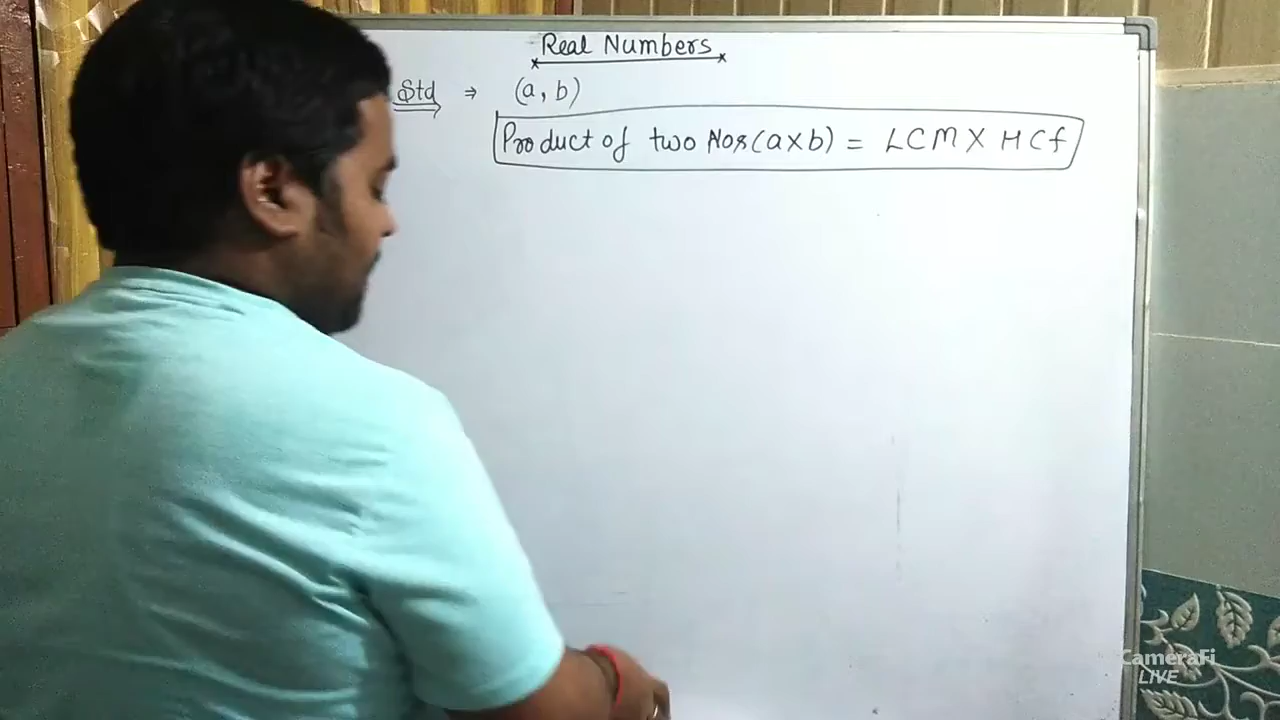 Real Numbers
Std ⇒ (a, b)
Product of two Nos(a×b) = LCM X HCf
CameraFi
LIVE